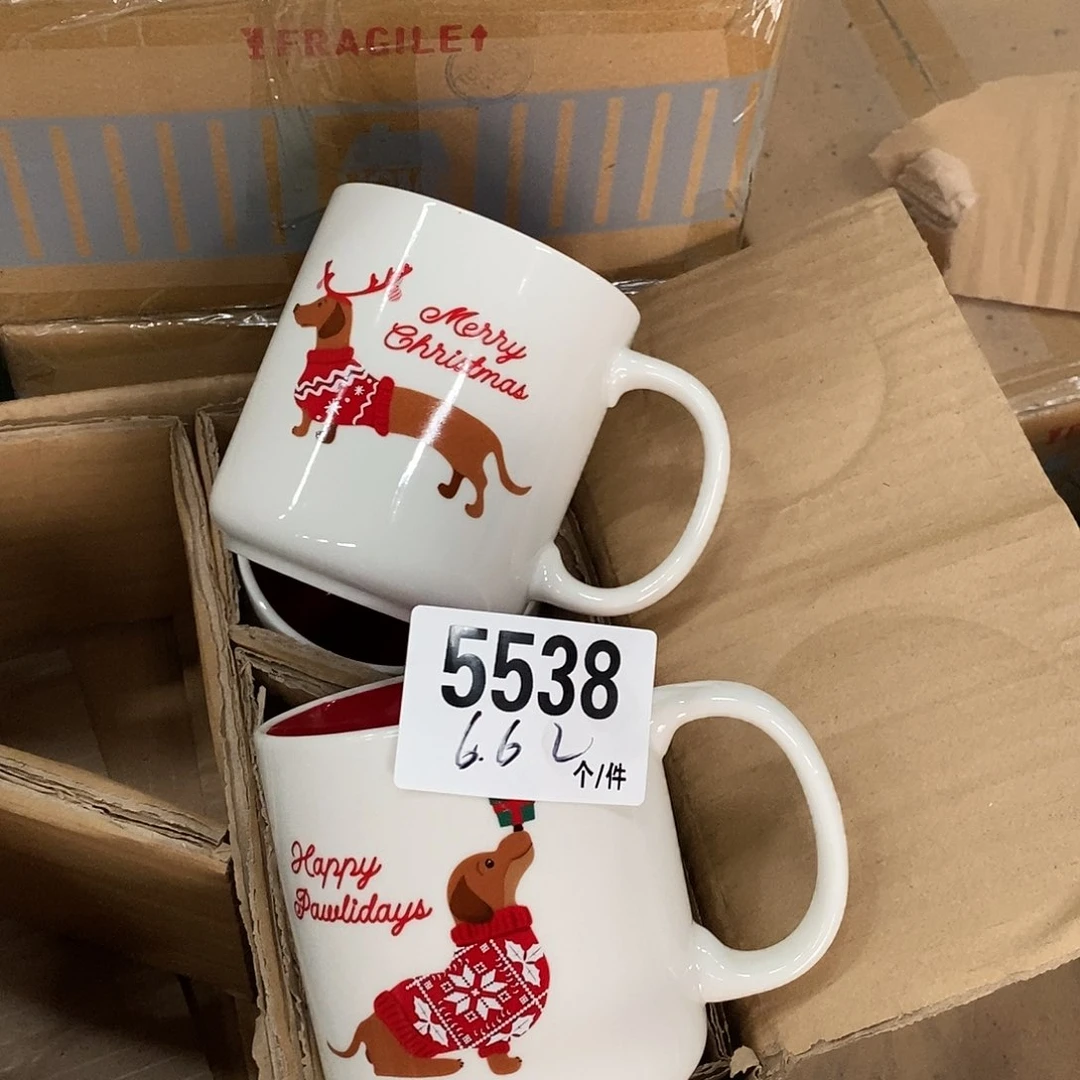 FRAGILE
Merry
Christmas
5538
6.6 L
个/件
Happy
Pawlidays